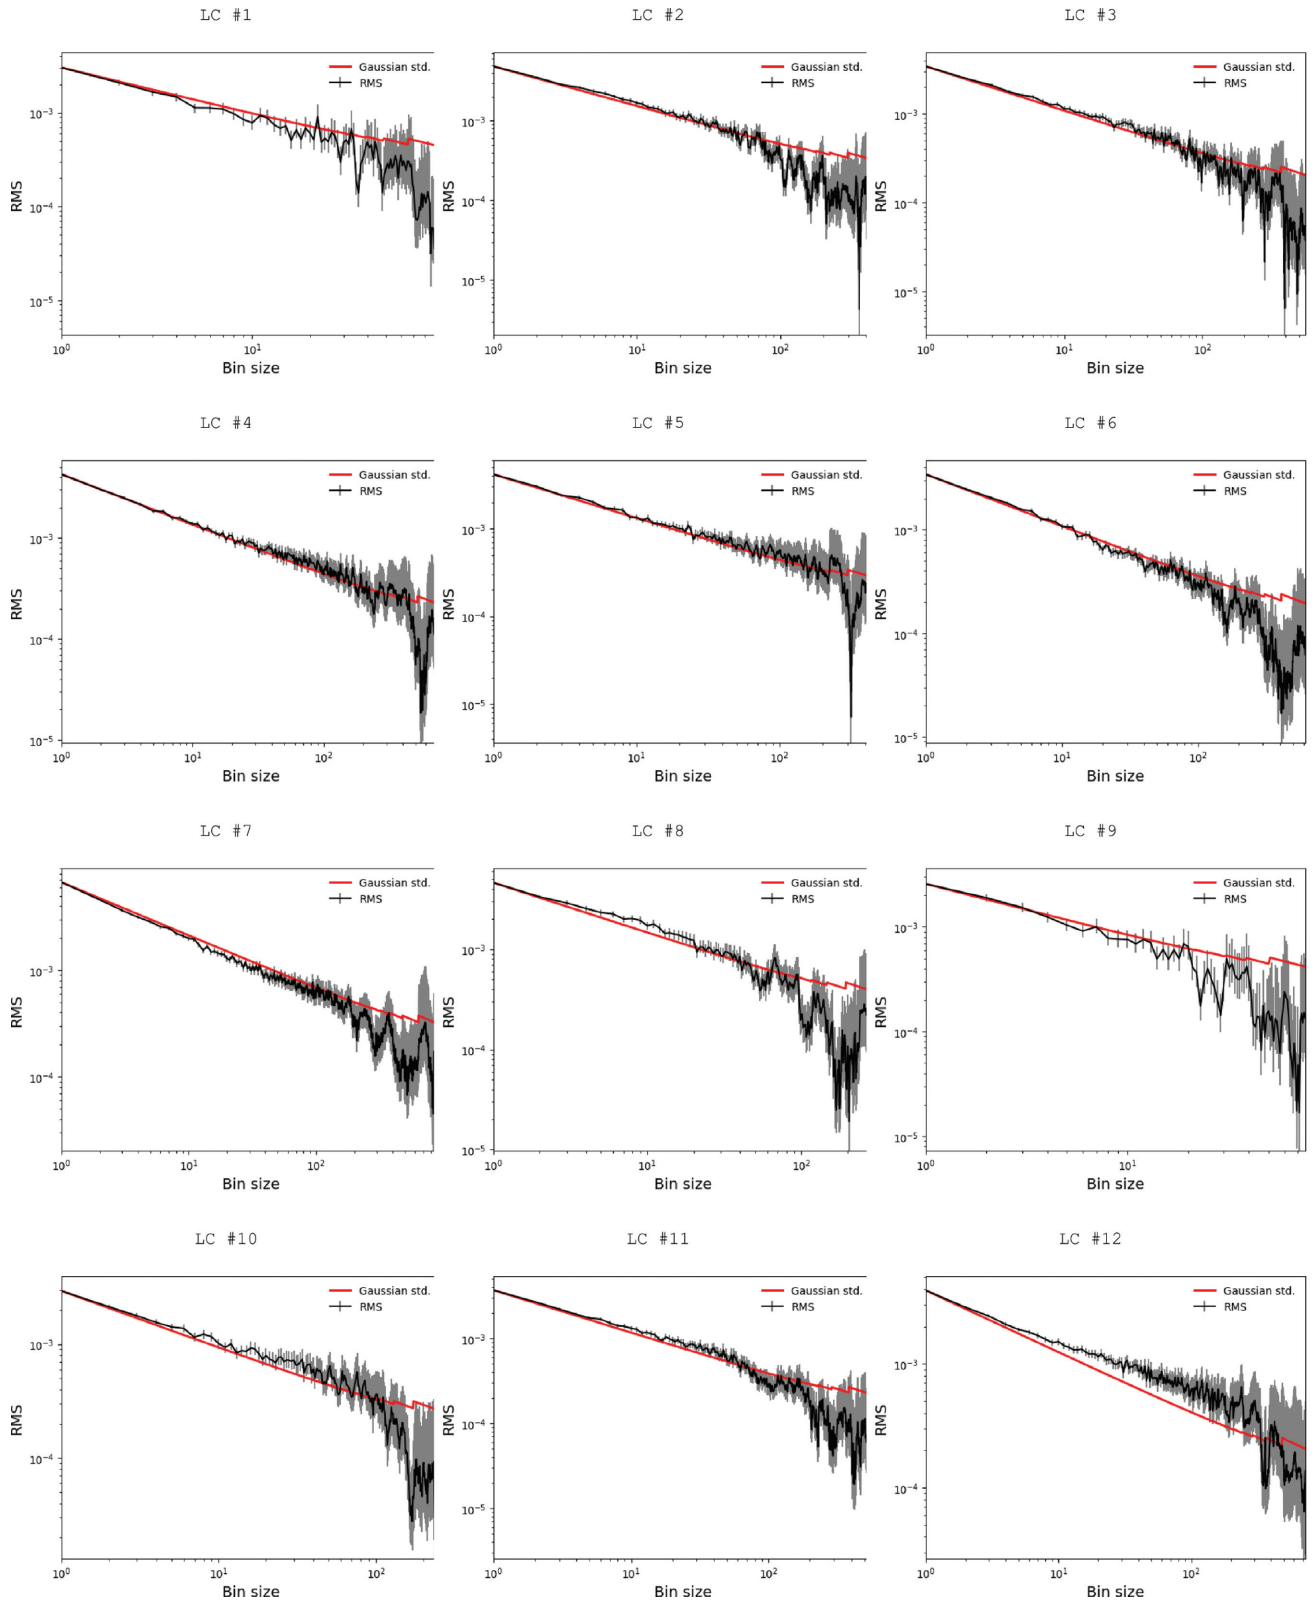 LC #1 LC #2 LC #3
Gaussian std. Gaussian std. Gaussian std.
RMS RMS RMS
10⁻³ 10⁻³ 10⁻³
RMS RMS RMS
10⁻⁴ 10⁻⁴ 10⁻⁴
10⁻⁵ 10⁻⁵ 10⁻⁵
10⁰ 10¹ 10⁰ 10¹ 10² 10⁰ 10¹ 10²
Bin size Bin size Bin size
LC #4 LC #5 LC #6
Gaussian std. Gaussian std. Gaussian std.
RMS RMS RMS
10⁻³ 10⁻³ 10⁻³
RMS RMS RMS
10⁻⁴ 10⁻⁴ 10⁻⁴
10⁻⁵ 10⁻⁵ 10⁻⁵
10⁰ 10¹ 10² 10⁰ 10¹ 10² 10⁰ 10¹ 10²
Bin size Bin size Bin size
LC #7 LC #8 LC #9
Gaussian std. Gaussian std. Gaussian std.
RMS RMS RMS
10⁻³ 10⁻³ 10⁻³
RMS RMS RMS
10⁻⁴ 10⁻⁴ 10⁻⁴
10⁻⁵ 10⁻⁵
10⁰ 10¹ 10² 10⁰ 10¹ 10² 10⁰ 10¹
Bin size Bin size Bin size
LC #10 LC #11 LC #12
Gaussian std. Gaussian std. Gaussian std.
RMS RMS RMS
10⁻³ 10⁻³ 10⁻³
RMS RMS RMS
10⁻⁴ 10⁻⁴ 10⁻⁴
10⁻⁵
10⁰ 10¹ 10² 10⁰ 10¹ 10² 10⁰ 10¹ 10²
Bin size Bin size Bin size